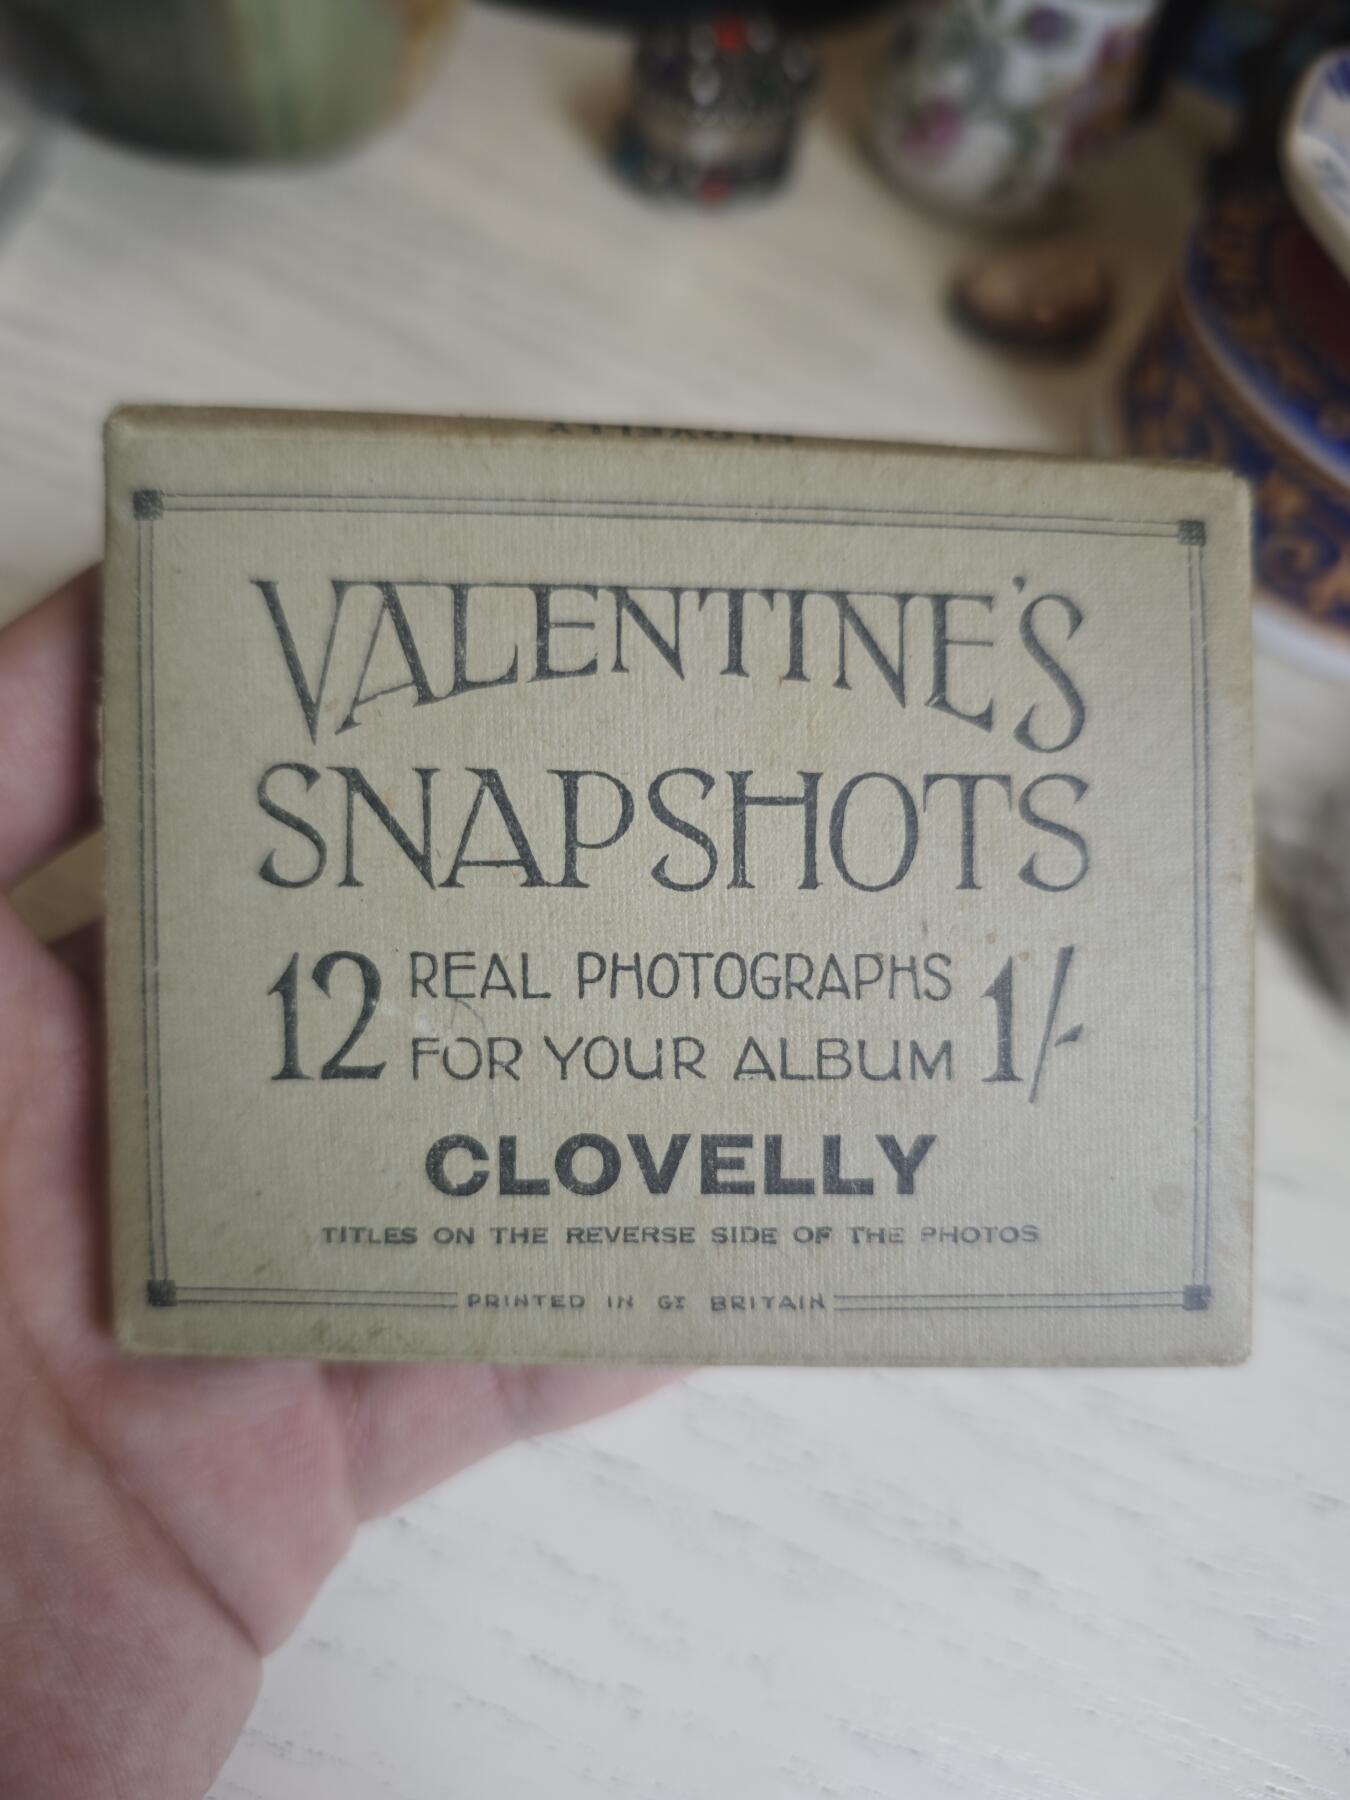 CLOVELLY
VALENTINE'S
SNAPSHOTS
12 REAL PHOTOGRAPHS 1/-
FOR YOUR ALBUM
CLOVELLY
TITLES ON THE REVERSE SIDE OF THE PHOTOS
PRINTED IN GT BRITAIN